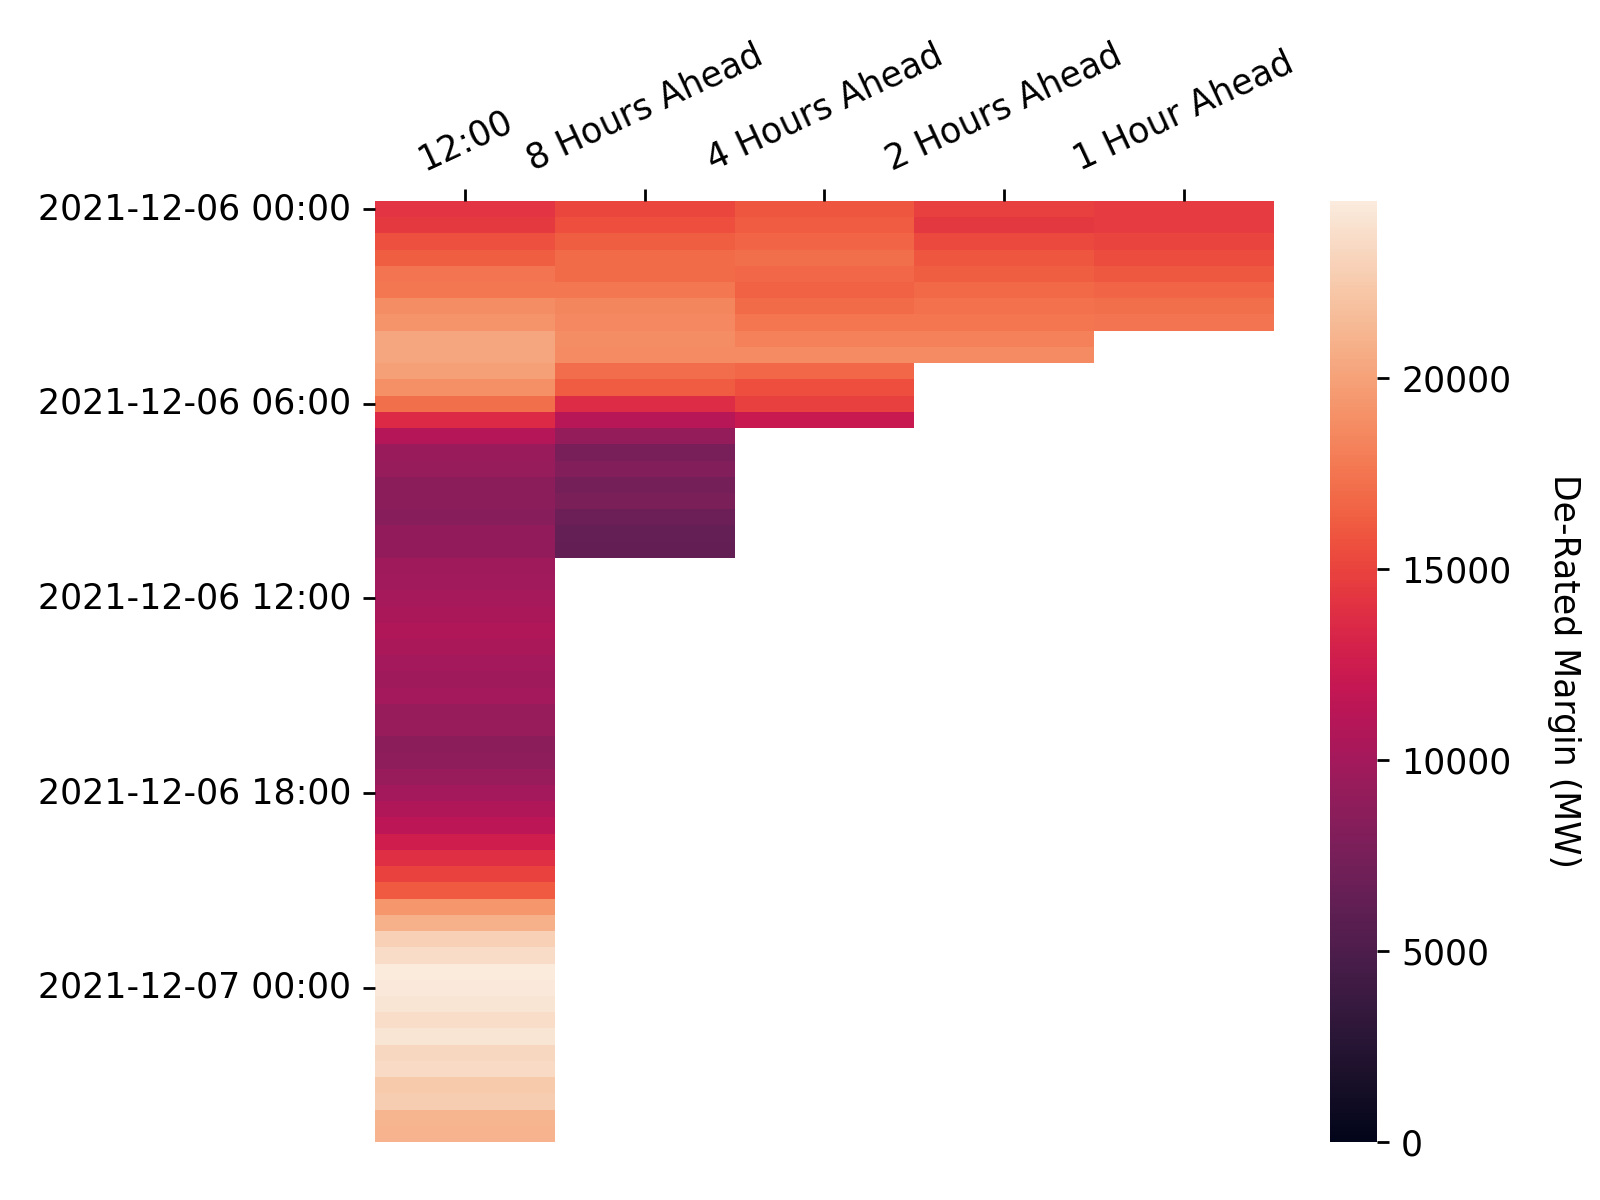 12:00
8 Hours Ahead
4 Hours Ahead
2 Hours Ahead
1 Hour Ahead
2021-12-06 00:00
2021-12-06 06:00
2021-12-06 12:00
2021-12-06 18:00
2021-12-07 00:00
20000
15000
10000
5000
0
De-Rated Margin (MW)